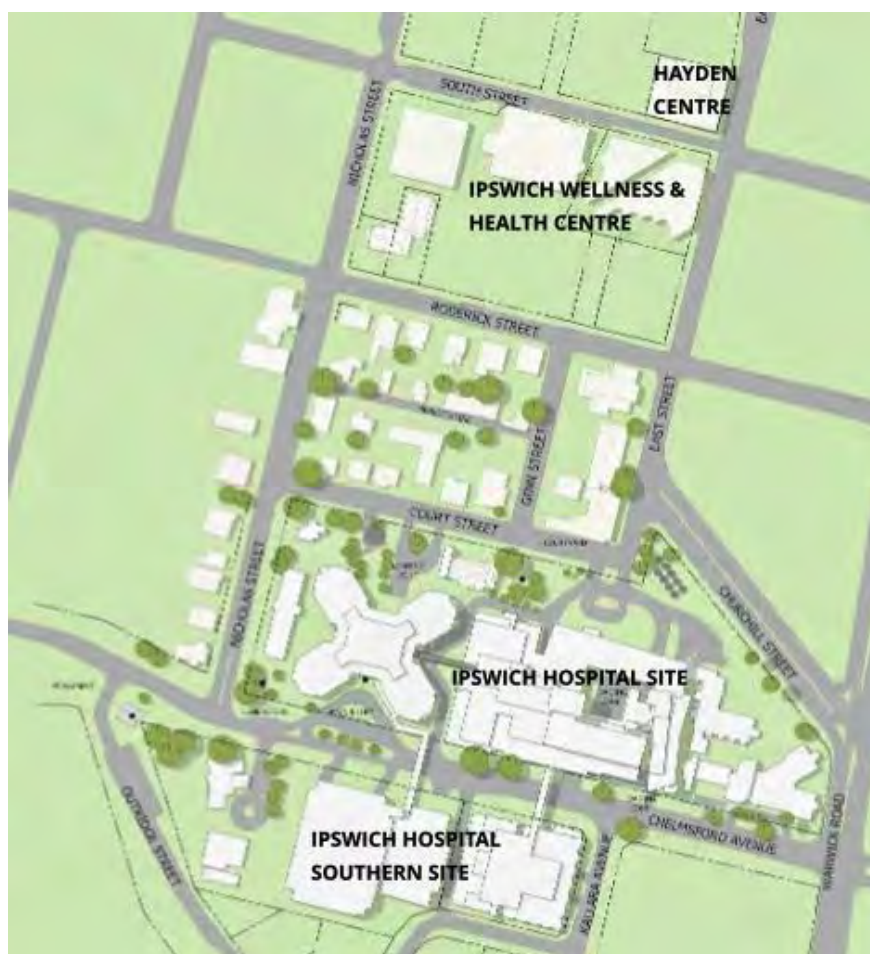 HAYDEN
CENTRE
SOUTH STREET
NICHOLAS STREET
IPSWICH WELLNESS &
HEALTH CENTRE
RODERICK STREET
EAST STREET
GINN STREET
COURT STREET
CHURCHILL STREET
NICHOLAS STREET
IPSWICH HOSPITAL SITE
CHELMSFORD AVENUE
OUTRIDGE STREET
IPSWICH HOSPITAL
SOUTHERN SITE
KALLARA AVENUE
WARWICK ROAD